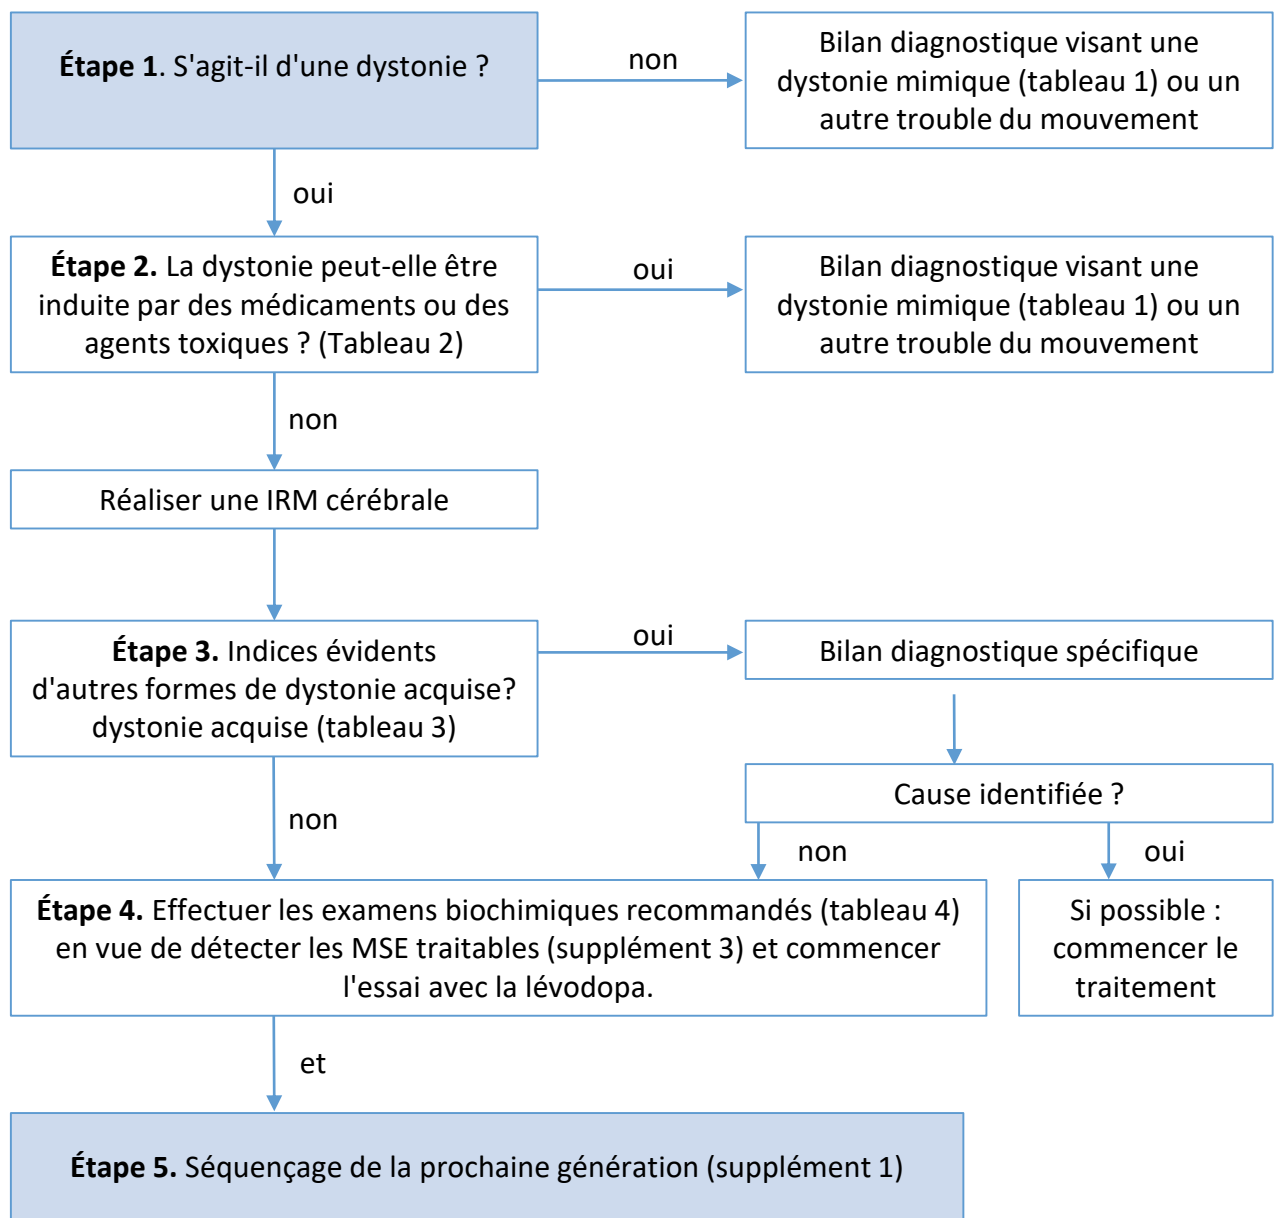 Étape 1. S'agit-il d'une dystonie ?
non
Bilan diagnostique visant une
dystonie mimique (tableau 1) ou un
autre trouble du mouvement
oui
Étape 2. La dystonie peut-elle être
induite par des médicaments ou des
agents toxiques ? (Tableau 2)
oui
Bilan diagnostique visant une
dystonie mimique (tableau 1) ou un
autre trouble du mouvement
non
Réaliser une IRM cérébrale
Étape 3. Indices évidents
d'autres formes de dystonie acquise?
dystonie acquise (tableau 3)
oui
Bilan diagnostique spécifique
Cause identifiée ?
non
non
oui
Étape 4. Effectuer les examens biochimiques recommandés (tableau 4)
en vue de détecter les MSE traitables (supplément 3) et commencer
l'essai avec la lévodopa.
Si possible :
commencer le
traitement
et
Étape 5. Séquençage de la prochaine génération (supplément 1)